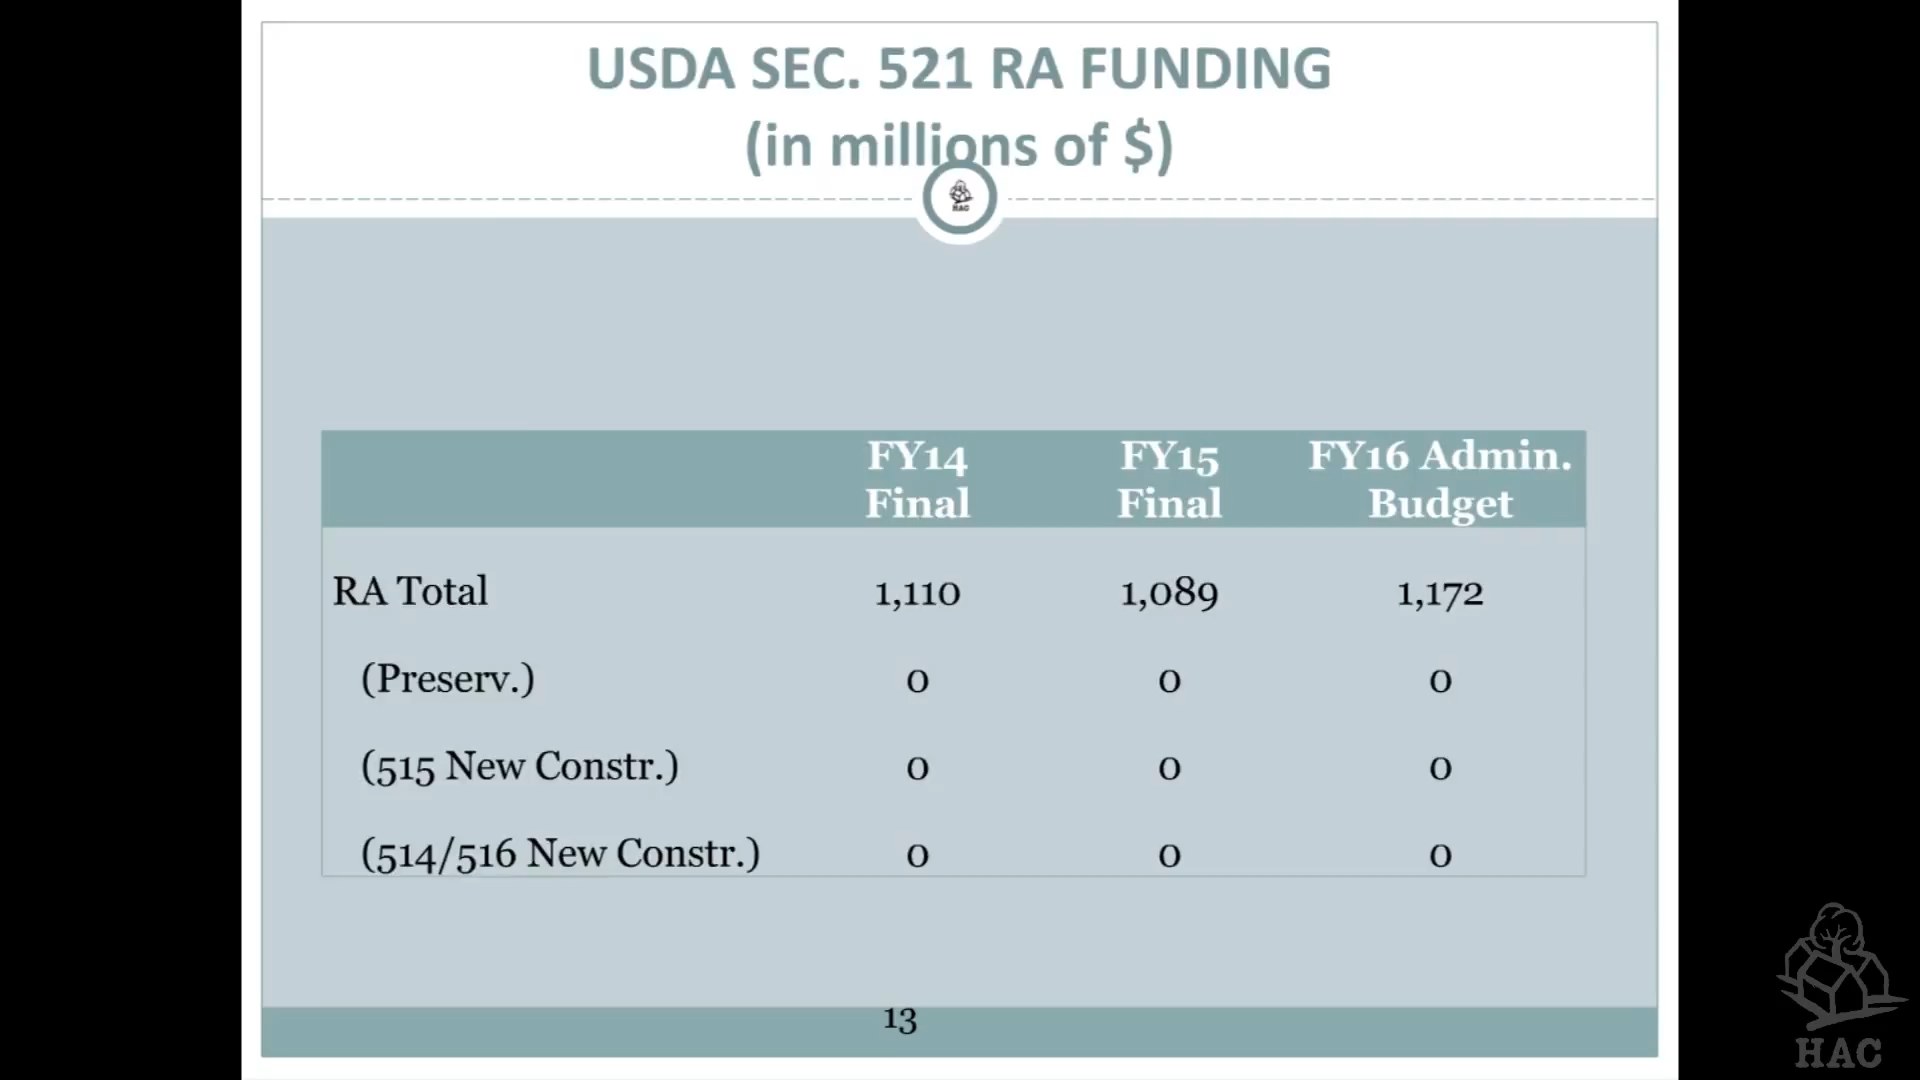 USDA SEC. 521 RA FUNDING
(in millions of $)
HAC
FY14 Final FY15 Final FY16 Admin. Budget
RA Total 1,110 1,089 1,172
(Preserv.) 0 0 0
(515 New Constr.) 0 0 0
(514/516 New Constr.) 0 0 0
13
HAC